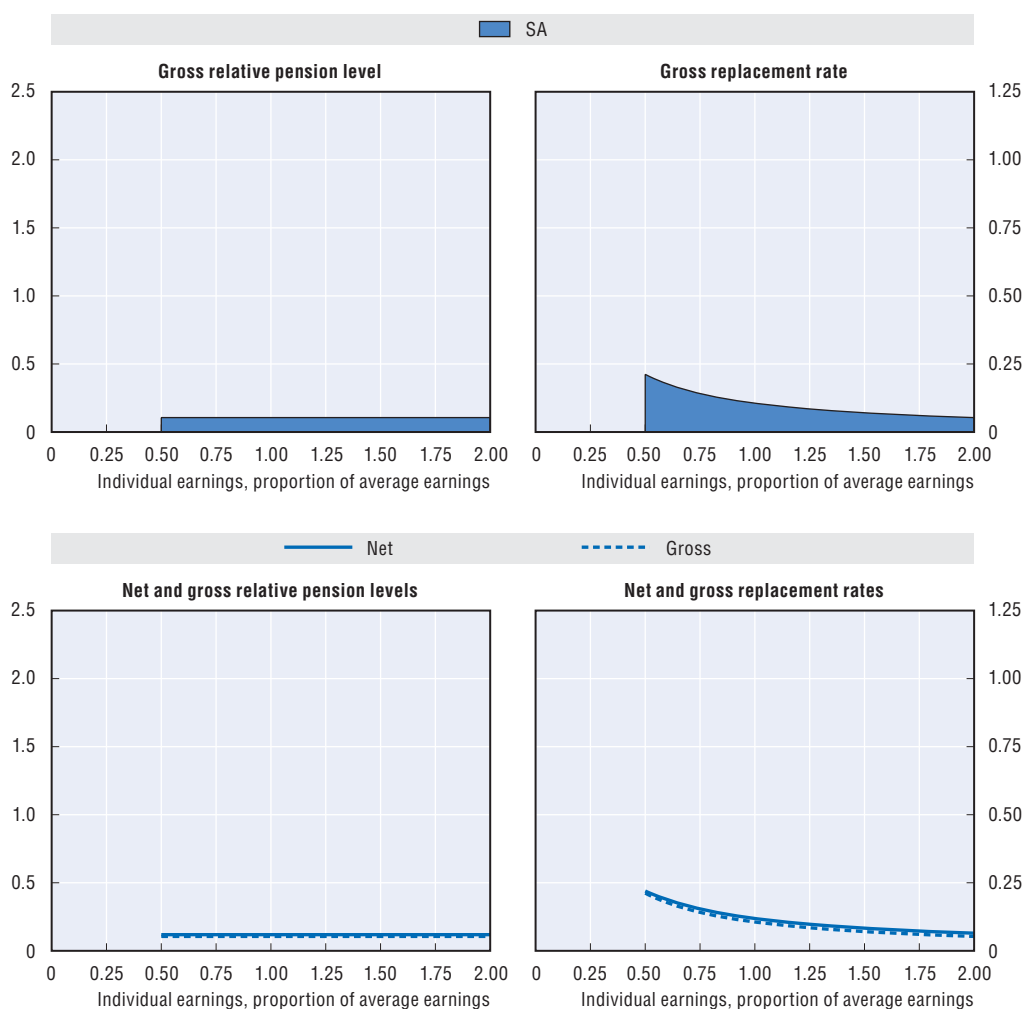 SA
Gross relative pension level
Gross replacement rate
2.5
2.0
1.5
1.0
0.5
0
0 0.25 0.50 0.75 1.00 1.25 1.50 1.75 2.00
Individual earnings, proportion of average earnings
1.25
1.00
0.75
0.50
0.25
0
0 0.25 0.50 0.75 1.00 1.25 1.50 1.75 2.00
Individual earnings, proportion of average earnings
Net Gross
Net and gross relative pension levels
Net and gross replacement rates
2.5
2.0
1.5
1.0
0.5
0
0 0.25 0.50 0.75 1.00 1.25 1.50 1.75 2.00
Individual earnings, proportion of average earnings
1.25
1.00
0.75
0.50
0.25
0
0 0.25 0.50 0.75 1.00 1.25 1.50 1.75 2.00
Individual earnings, proportion of average earnings